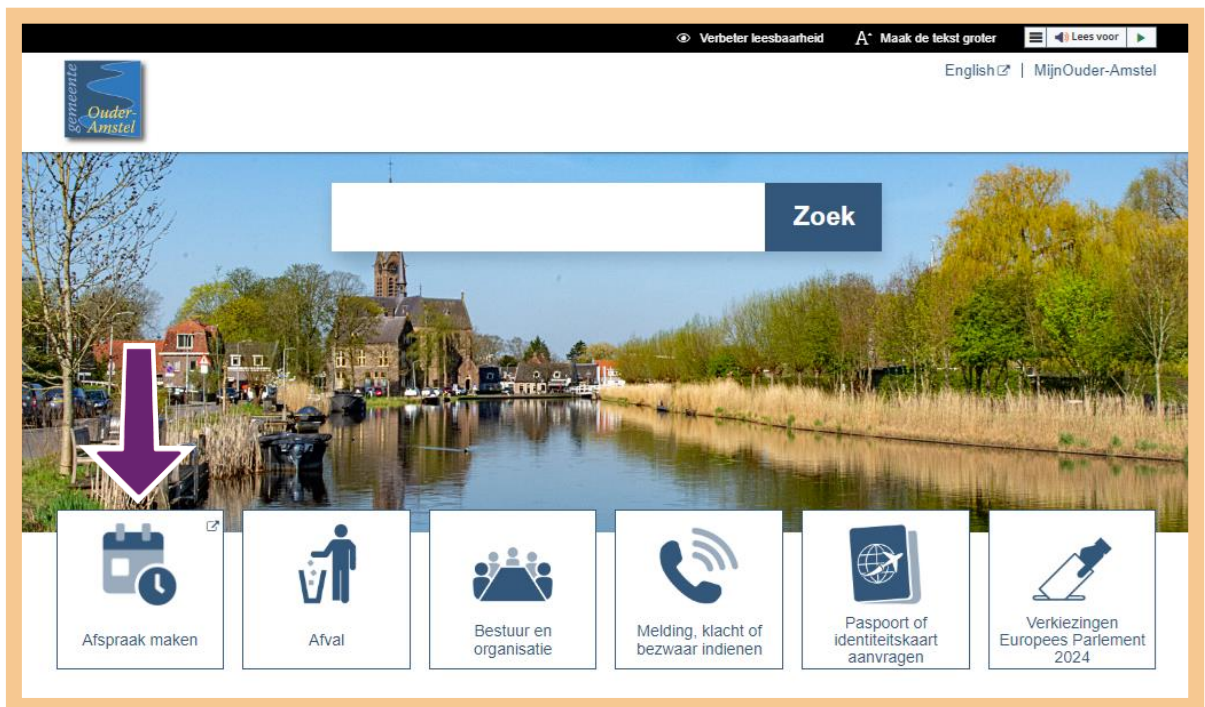 Verbeter leesbaarheid A+ Maak de tekst groter Lees voor
English | MijnOuder-Amstel
gemeente
Ouder-
Amstel
Zoek
Afspraak maken
Afval
Bestuur en
organisatie
Melding, klacht of
bezwaar indienen
Paspoort of
identiteitskaart
aanvragen
Verkiezingen
Europees Parlement
2024